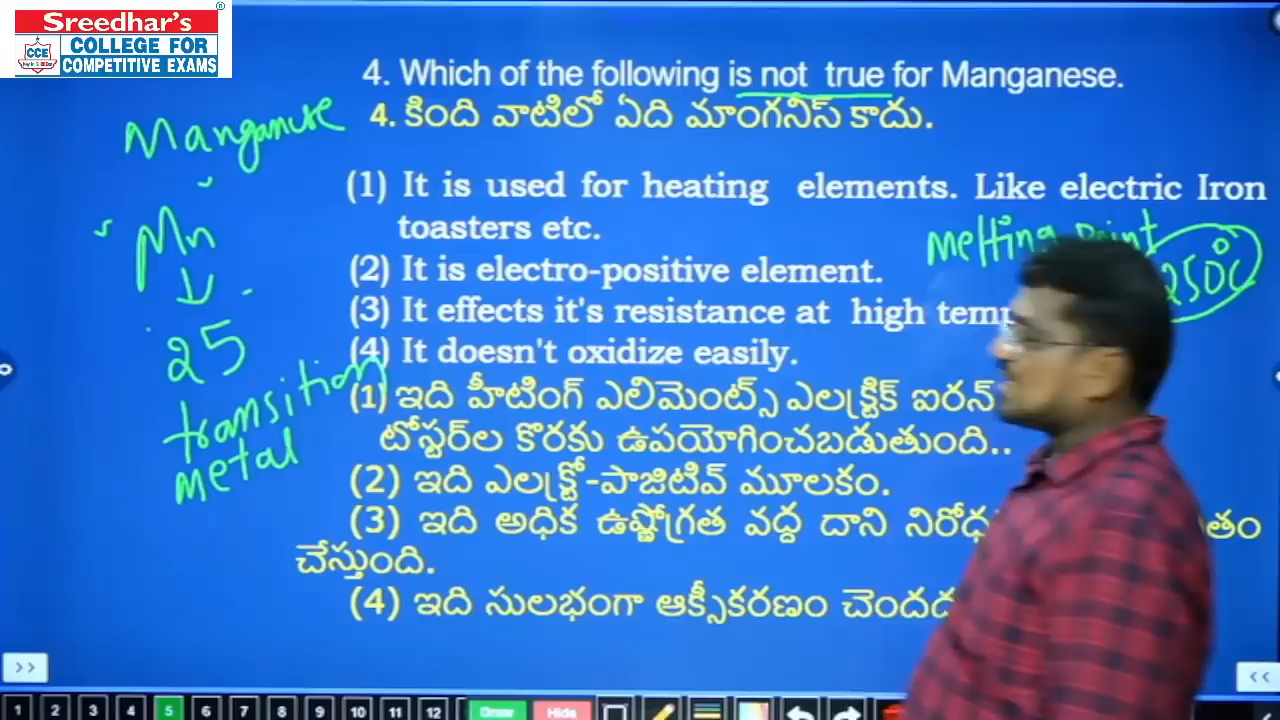 Sreedhar's
®
CCE
COLLEGE FOR
COMPETITIVE EXAMS
4. Which of the following is not true for Manganese.
4. కింది వాటిలో ఏది మాంగనీస్ కాదు.
Manganese
(1) It is used for heating elements. Like electric Iron
toasters etc.
Melting point
Mn
(2) It is electro-positive element.
(3) It effects it's resistance at high
25
(4) It doesn't oxidize easily.
transition
metal
(1) ఇది హీటింగ్ ఎలిమెంట్స్ ఎలక్ట్రిక్ ఐరన్
టోస్టర్‌ల కొరకు ఉపయోగించబడుతుంది..
(2) ఇది ఎలక్ట్రో-పాజిటివ్ మూలకం.
(3) ఇది అధిక ఉష్ణోగ్రత వద్ద దాని
చేస్తుంది.
(4) ఇది సులభంగా ఆక్సీకరణం
>> <<
1 2 3 4 5 6 7 8 9 10 11 12 Draw Hide